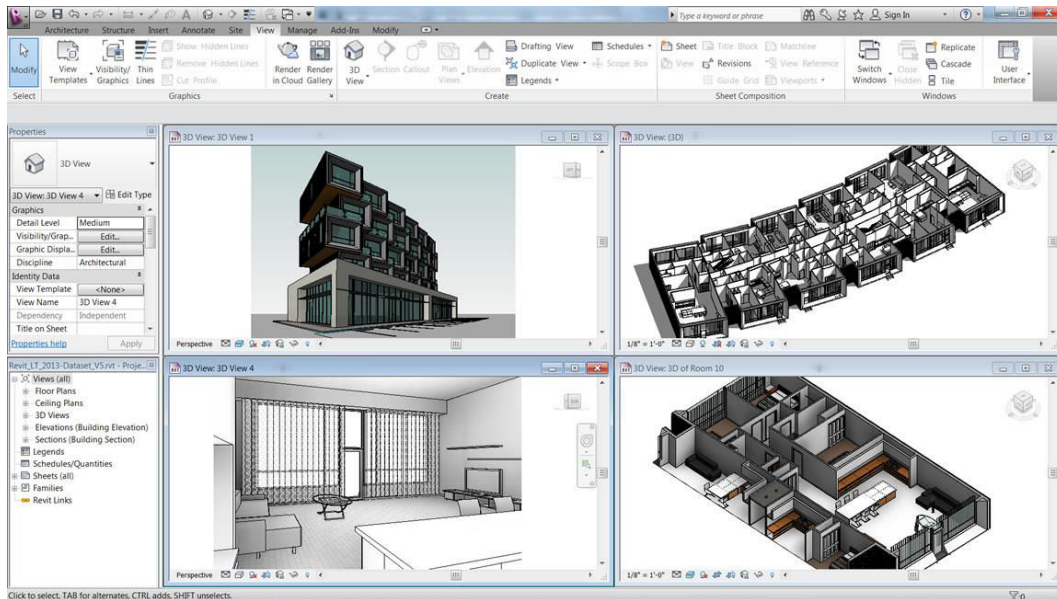 Type a keyword or phrase
Sign In
Architecture Structure Insert Annotate Site View Manage Add-Ins Modify
Modify
View Templates
Visibility/ Graphics
Thin Lines
Show Hidden Lines
Remove Hidden Lines
Cut Profile
Render in Cloud
Render Gallery
3D View
Section
Callout
Plan Views
Elevation
Drafting View
Duplicate View
Legends
Schedules
Scope Box
Sheet
View
Title Block
Revisions
Guide Grid
Matchline
View Reference
Viewports
Switch Windows
Close Hidden
Replicate
Cascade
Tile
User Interface
Select Graphics Create Sheet Composition Windows
Properties
3D View
3D View: 3D View 4 Edit Type
Graphics
Detail Level Medium
Visibility/Grap... Edit...
Graphic Displa... Edit...
Discipline Architectural
Identity Data
View Template <None>
View Name 3D View 4
Dependency Independent
Title on Sheet
Properties help Apply
Revit_LT_2013-Dataset_V5.rvt - Proje...
Views (all)
Floor Plans
Ceiling Plans
3D Views
Elevations (Building Elevation)
Sections (Building Section)
Legends
Schedules/Quantities
Sheets (all)
Families
Revit Links
3D View: 3D View 1
Perspective
3D View: {3D}
1/8" = 1'-0"
3D View: 3D View 4
Perspective
3D View: 3D of Room 10
1/8" = 1'-0"
Click to select, TAB for alternates, CTRL adds, SHIFT unselects.
:0